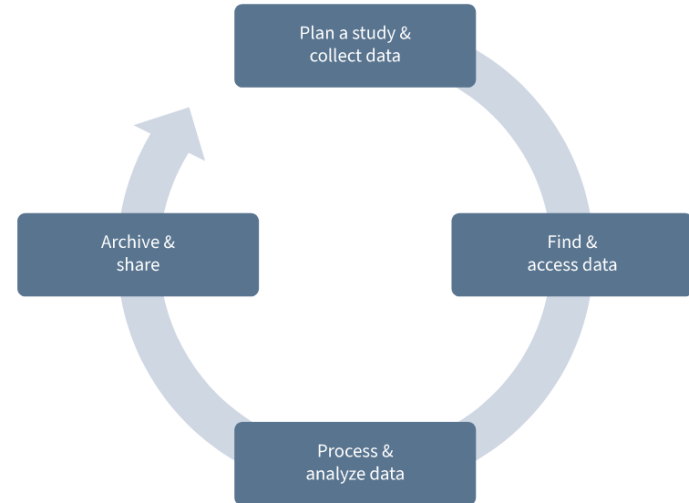 Plan a study &
collect data
Find &
access data
Process &
analyze data
Archive &
share